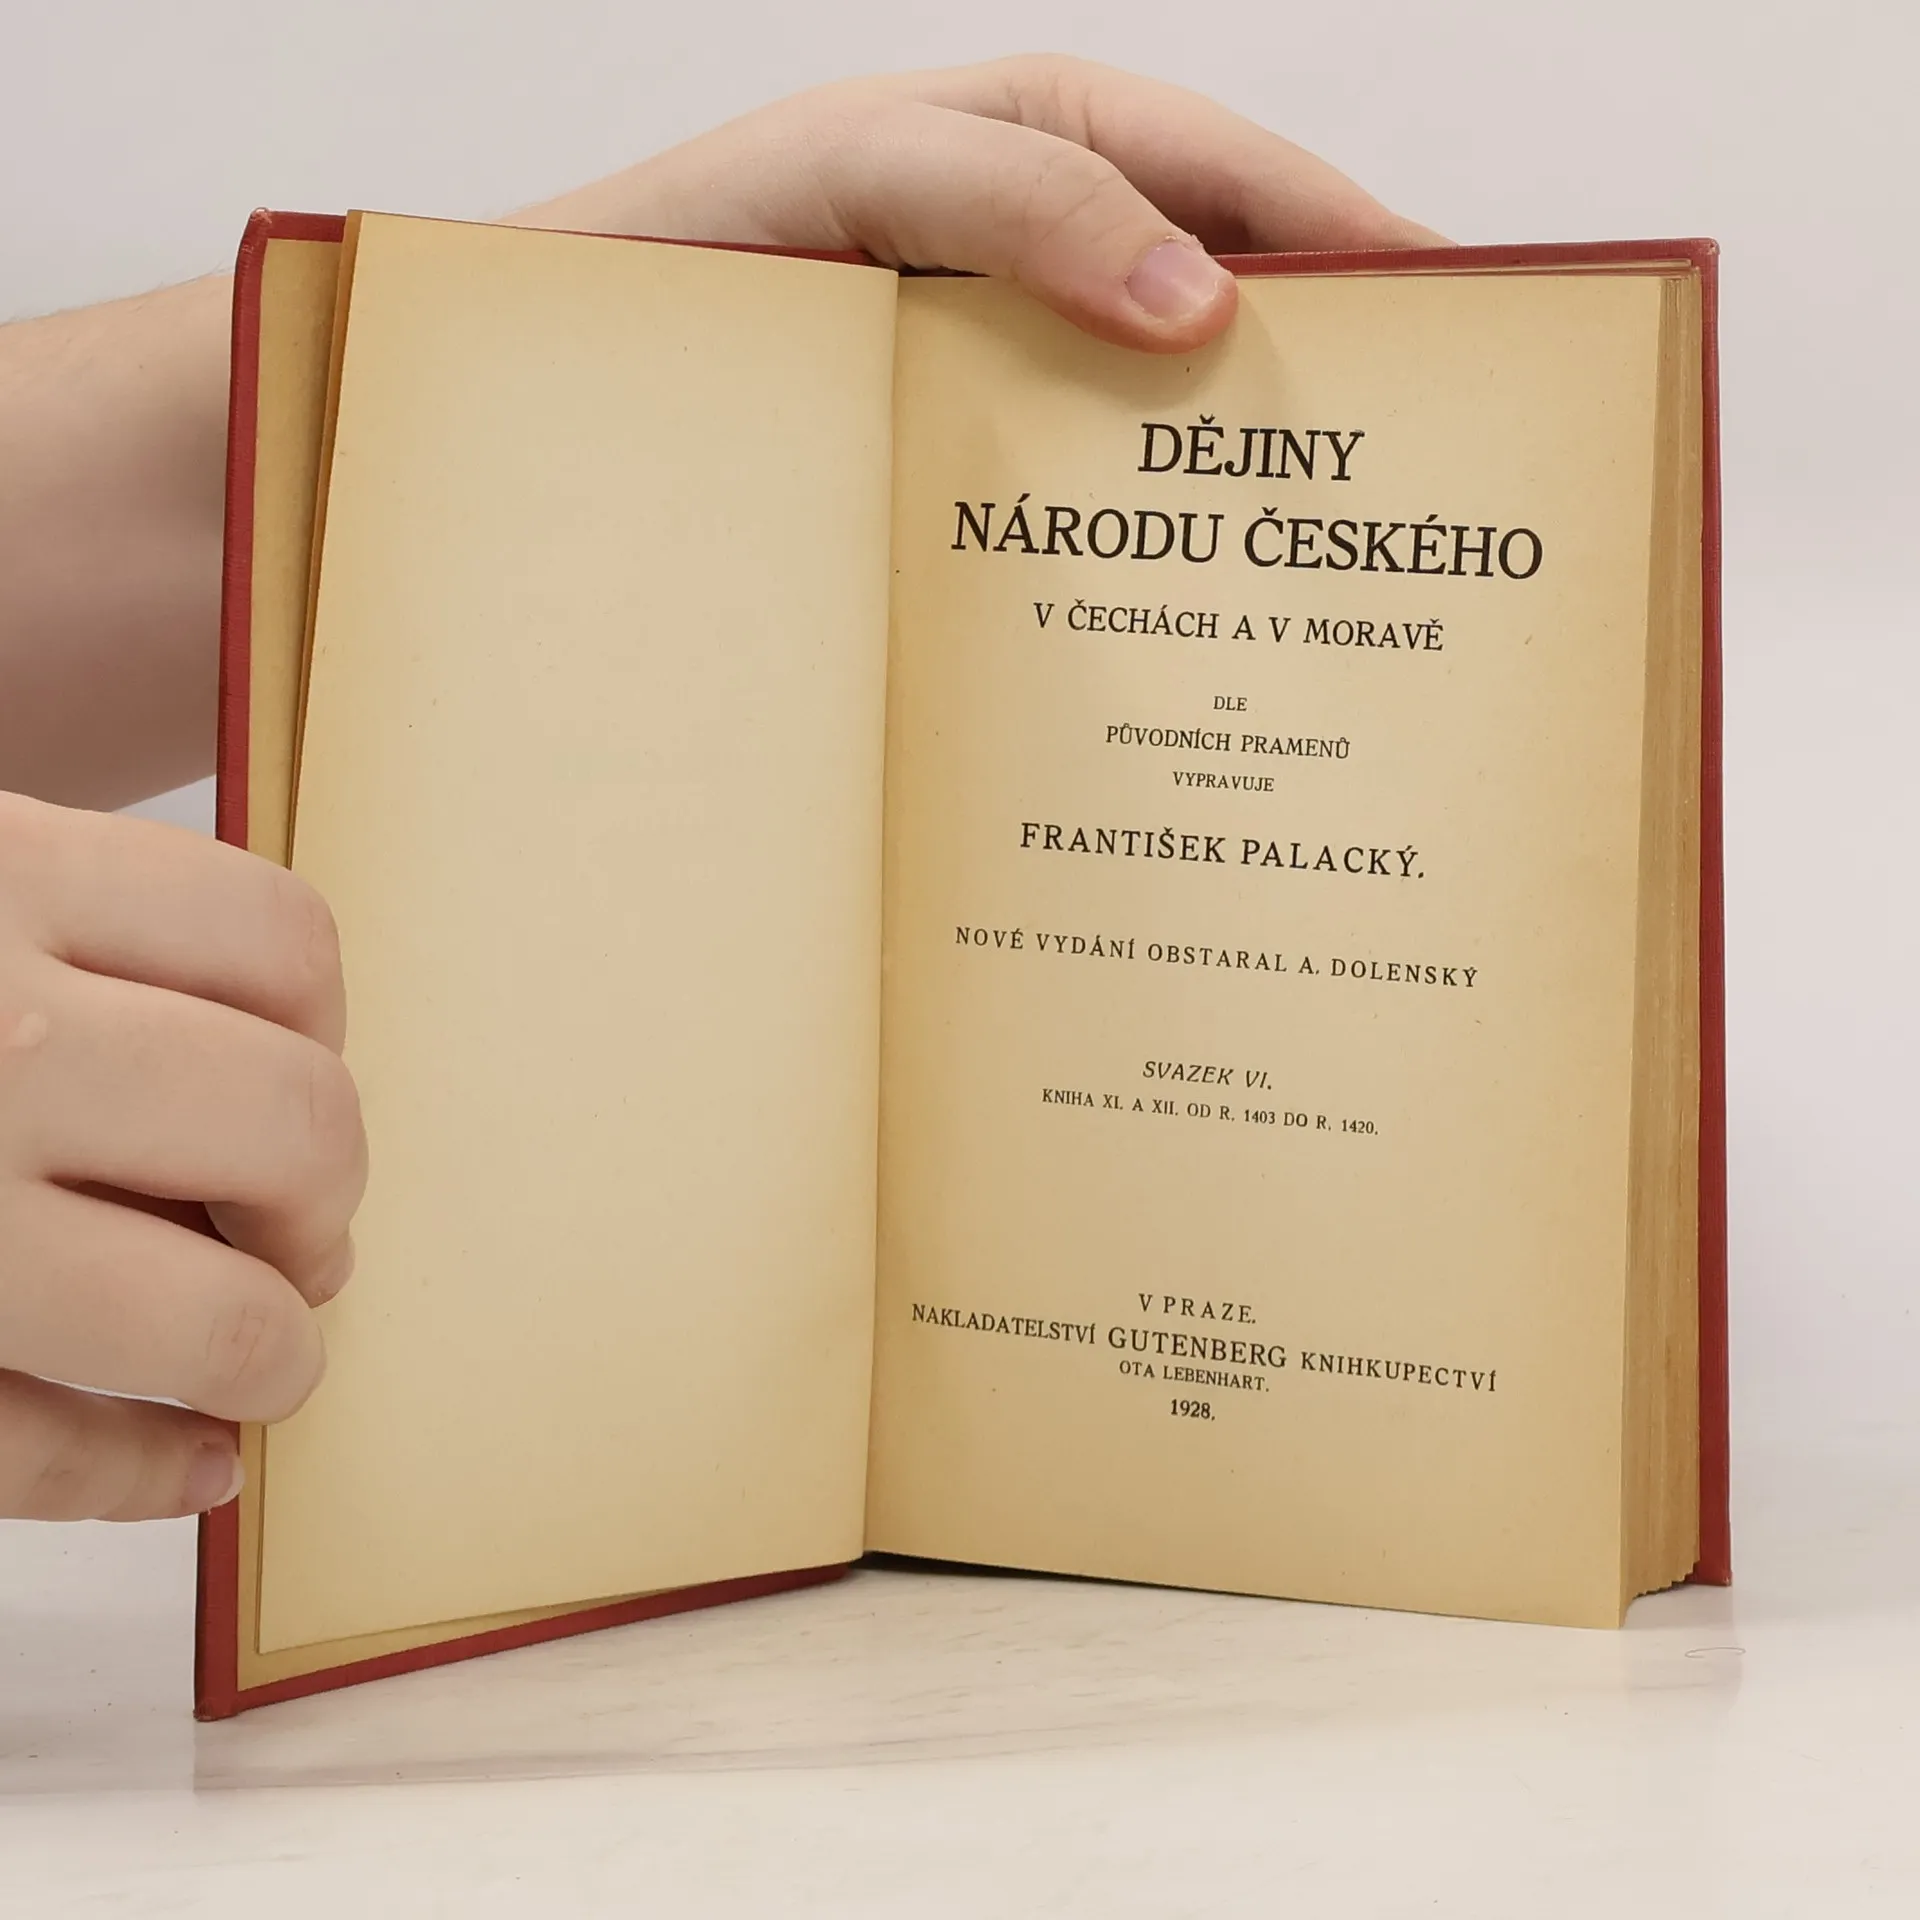 DĚJINY
NÁRODU ČESKÉHO
V ČECHÁCH A V MORAVĚ
DLE
PŮVODNÍCH PRAMENŮ
VYPRAVUJE
FRANTIŠEK PALACKÝ.
NOVÉ VYDÁNÍ OBSTARAL A. DOLENSKÝ
SVAZEK VI.
KNIHA XI. A XII. OD R. 1403 DO R. 1420.
V PRAZE.
NAKLADATELSTVÍ GUTENBERG KNIHKUPECTVÍ
OTA LEBENHART.
1928.